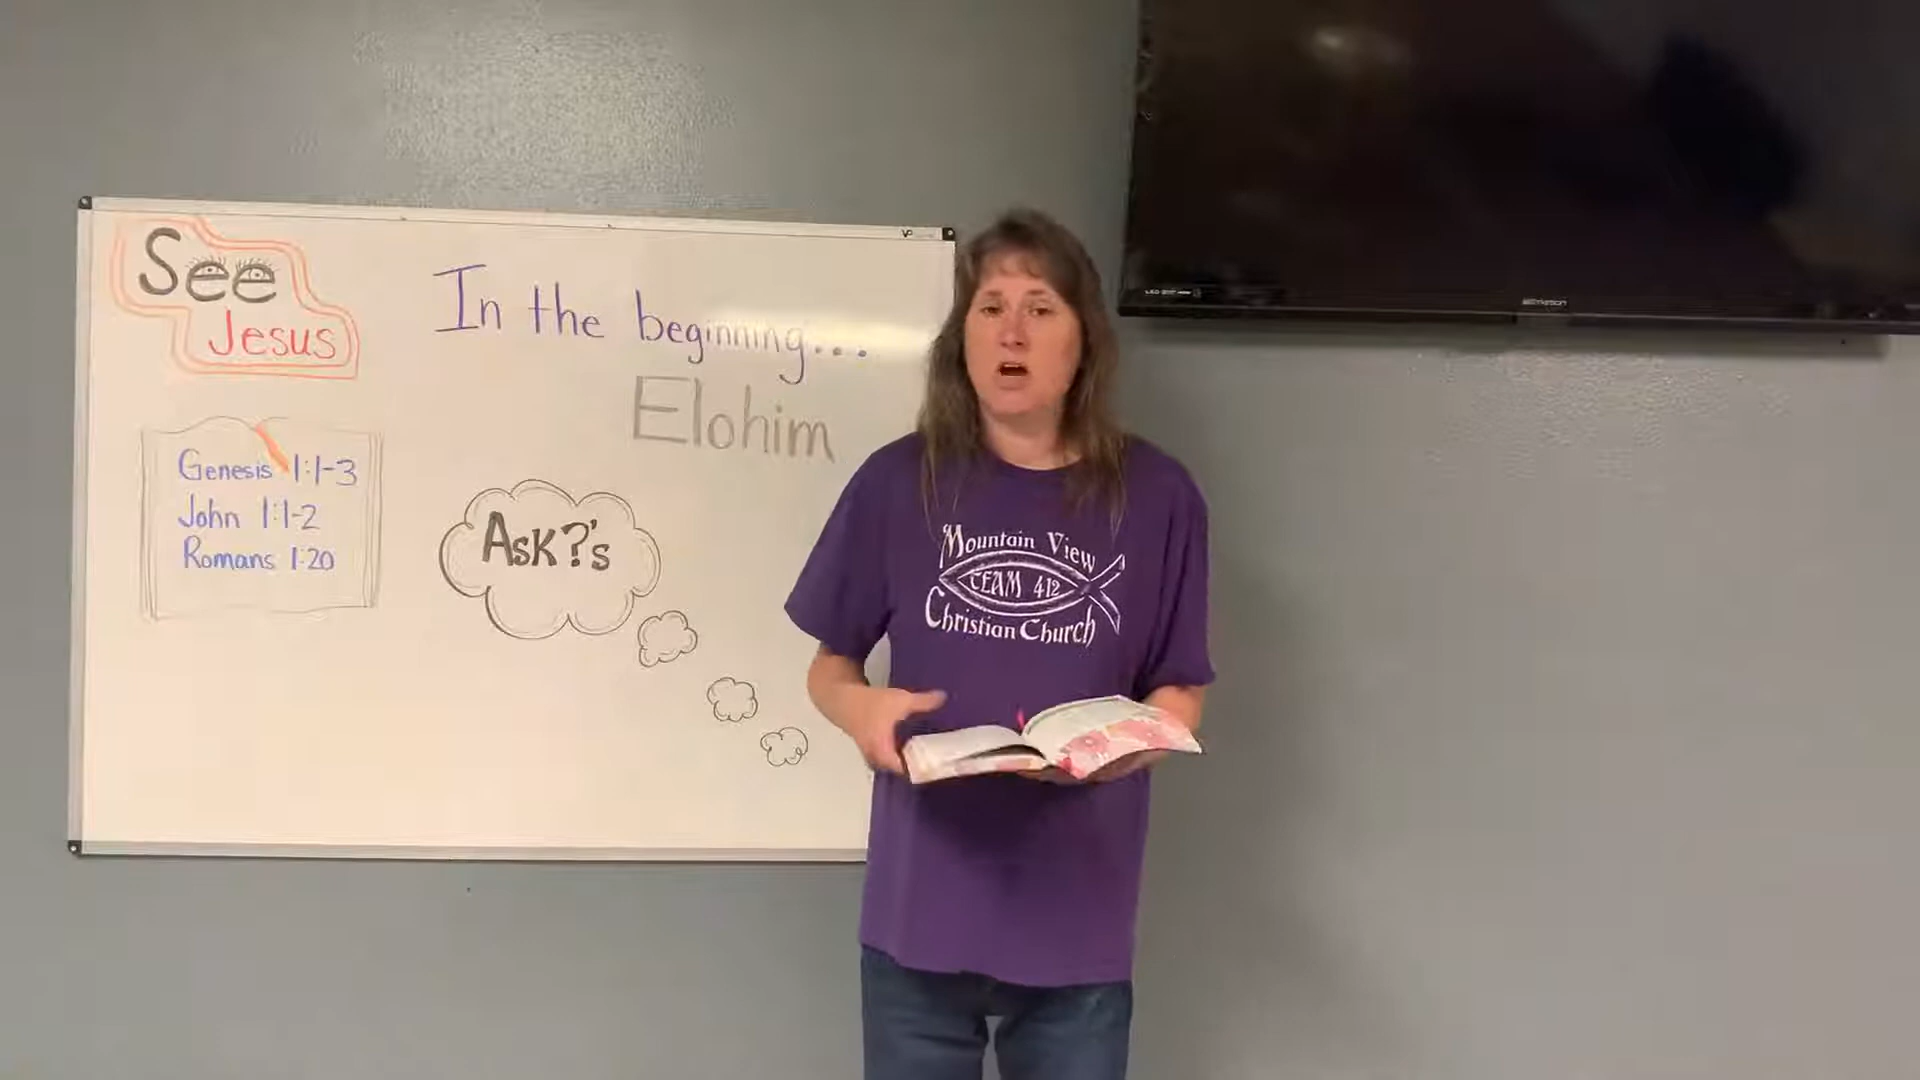 See
Jesus
In the beginning...
Elohim
Genesis 1:1-3
John 1:1-2
Romans 1:20
Ask?'s
Mountain View
TEAM 412
Christian Church